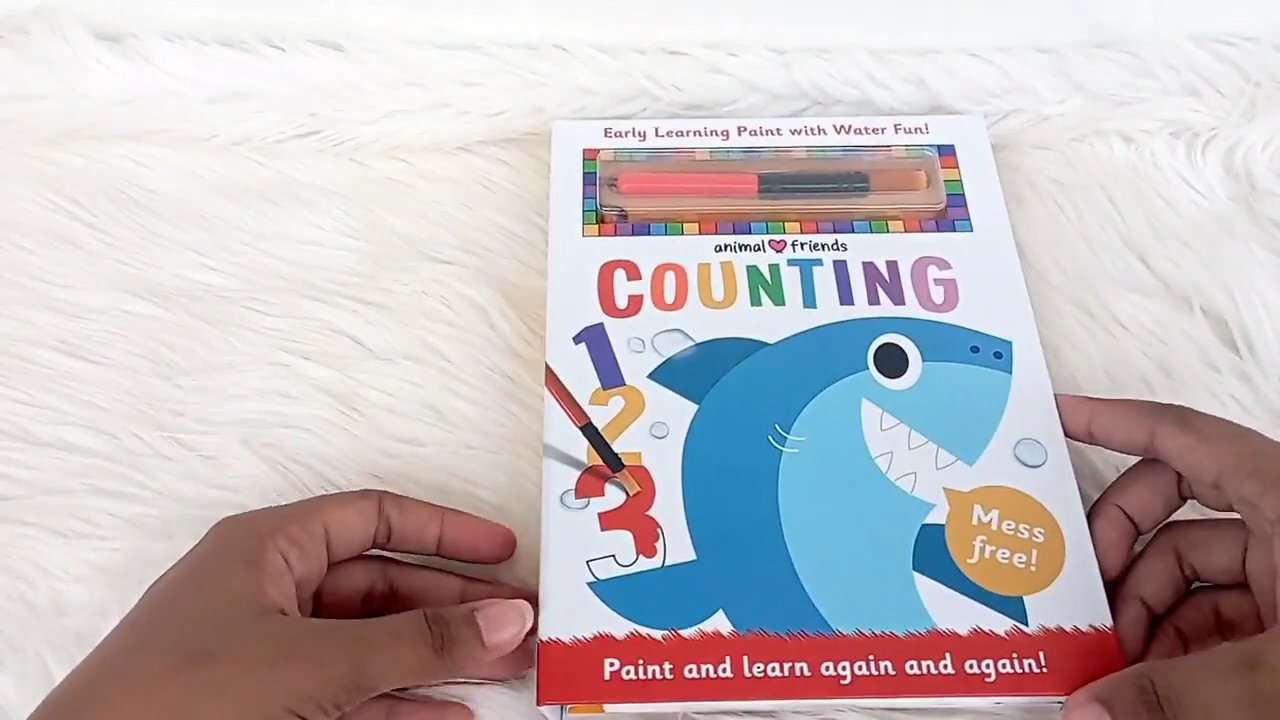 Early Learning Paint with Water Fun!
animal friends
COUNTING
1
2
3
Mess
free!
Paint and learn again and again!